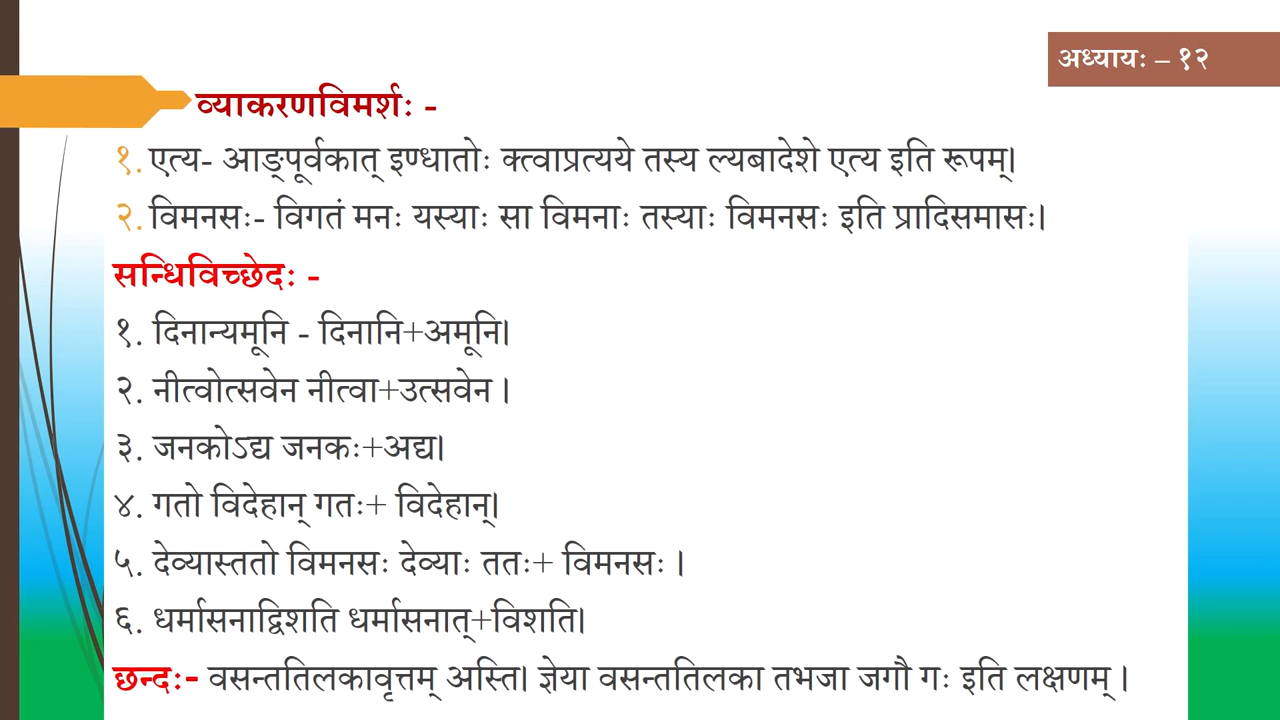 अध्यायः – १२
व्याकरणविमर्शः -
१. एत्य- आङ्पूर्वकात् इण्धातोः क्त्वाप्रत्यये तस्य ल्यबादेशे एत्य इति रूपम्।
२. विमनसः- विगतं मनः यस्याः सा विमनाः तस्याः विमनसः इति प्रादिसमासः।
सन्धिविच्छेदः -
१. दिनान्यमूनि - दिनानि+अमूनि।
२. नीत्वोत्सवेन नीत्वा+उत्सवेन ।
३. जनकोऽद्य जनकः+अद्य।
४. गतो विदेहान् गतः+ विदेहान्।
५. देव्यास्ततो विमनसः देव्याः ततः+ विमनसः ।
६. धर्मासनाद्विशति धर्मासनात्+विशति।
छन्दः- वसन्ततिलकावृत्तम् अस्ति। ज्ञेया वसन्ततिलका तभजा जगौ गः इति लक्षणम् ।